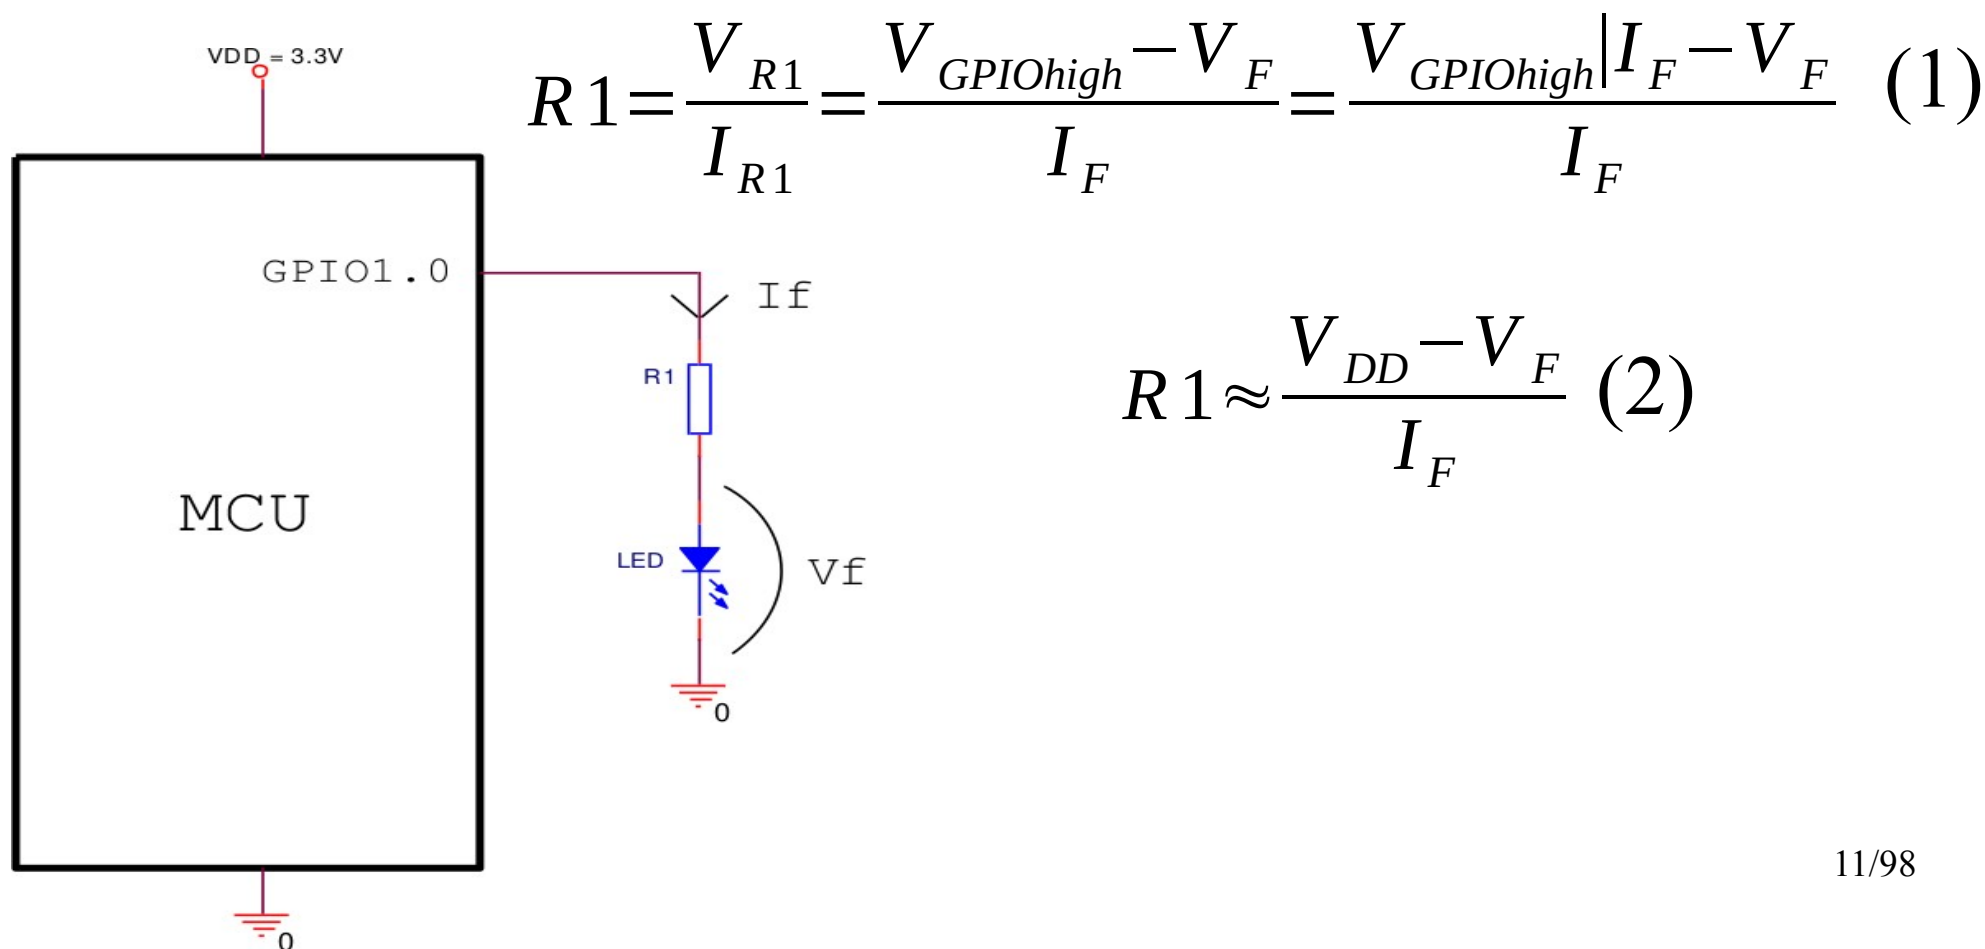 VDD = 3.3V
R1 = V_R1 / I_R1 = (V_GPIOhigh − V_F) / I_F = (V_GPIOhigh|I_F − V_F) / I_F (1)
GPIO1.0
If
R1
R1 ≈ (V_DD − V_F) / I_F (2)
MCU
LED
Vf
0
11/98
0